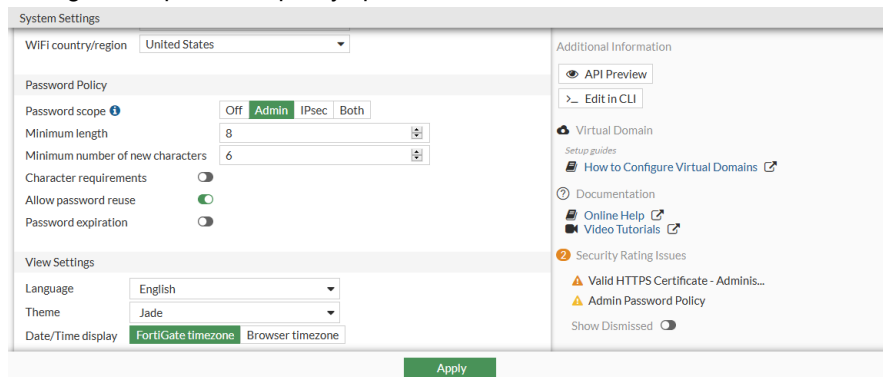 System Settings
WiFi country/region United States
Password Policy
Password scope Off Admin IPsec Both
Minimum length 8
Minimum number of new characters 6
Character requirements
Allow password reuse
Password expiration
View Settings
Language English
Theme Jade
Date/Time display FortiGate timezone Browser timezone
Additional Information
API Preview
>_ Edit in CLI
Virtual Domain
Setup guides
How to Configure Virtual Domains
Documentation
Online Help
Video Tutorials
2 Security Rating Issues
Valid HTTPS Certificate - Adminis...
Admin Password Policy
Show Dismissed
Apply